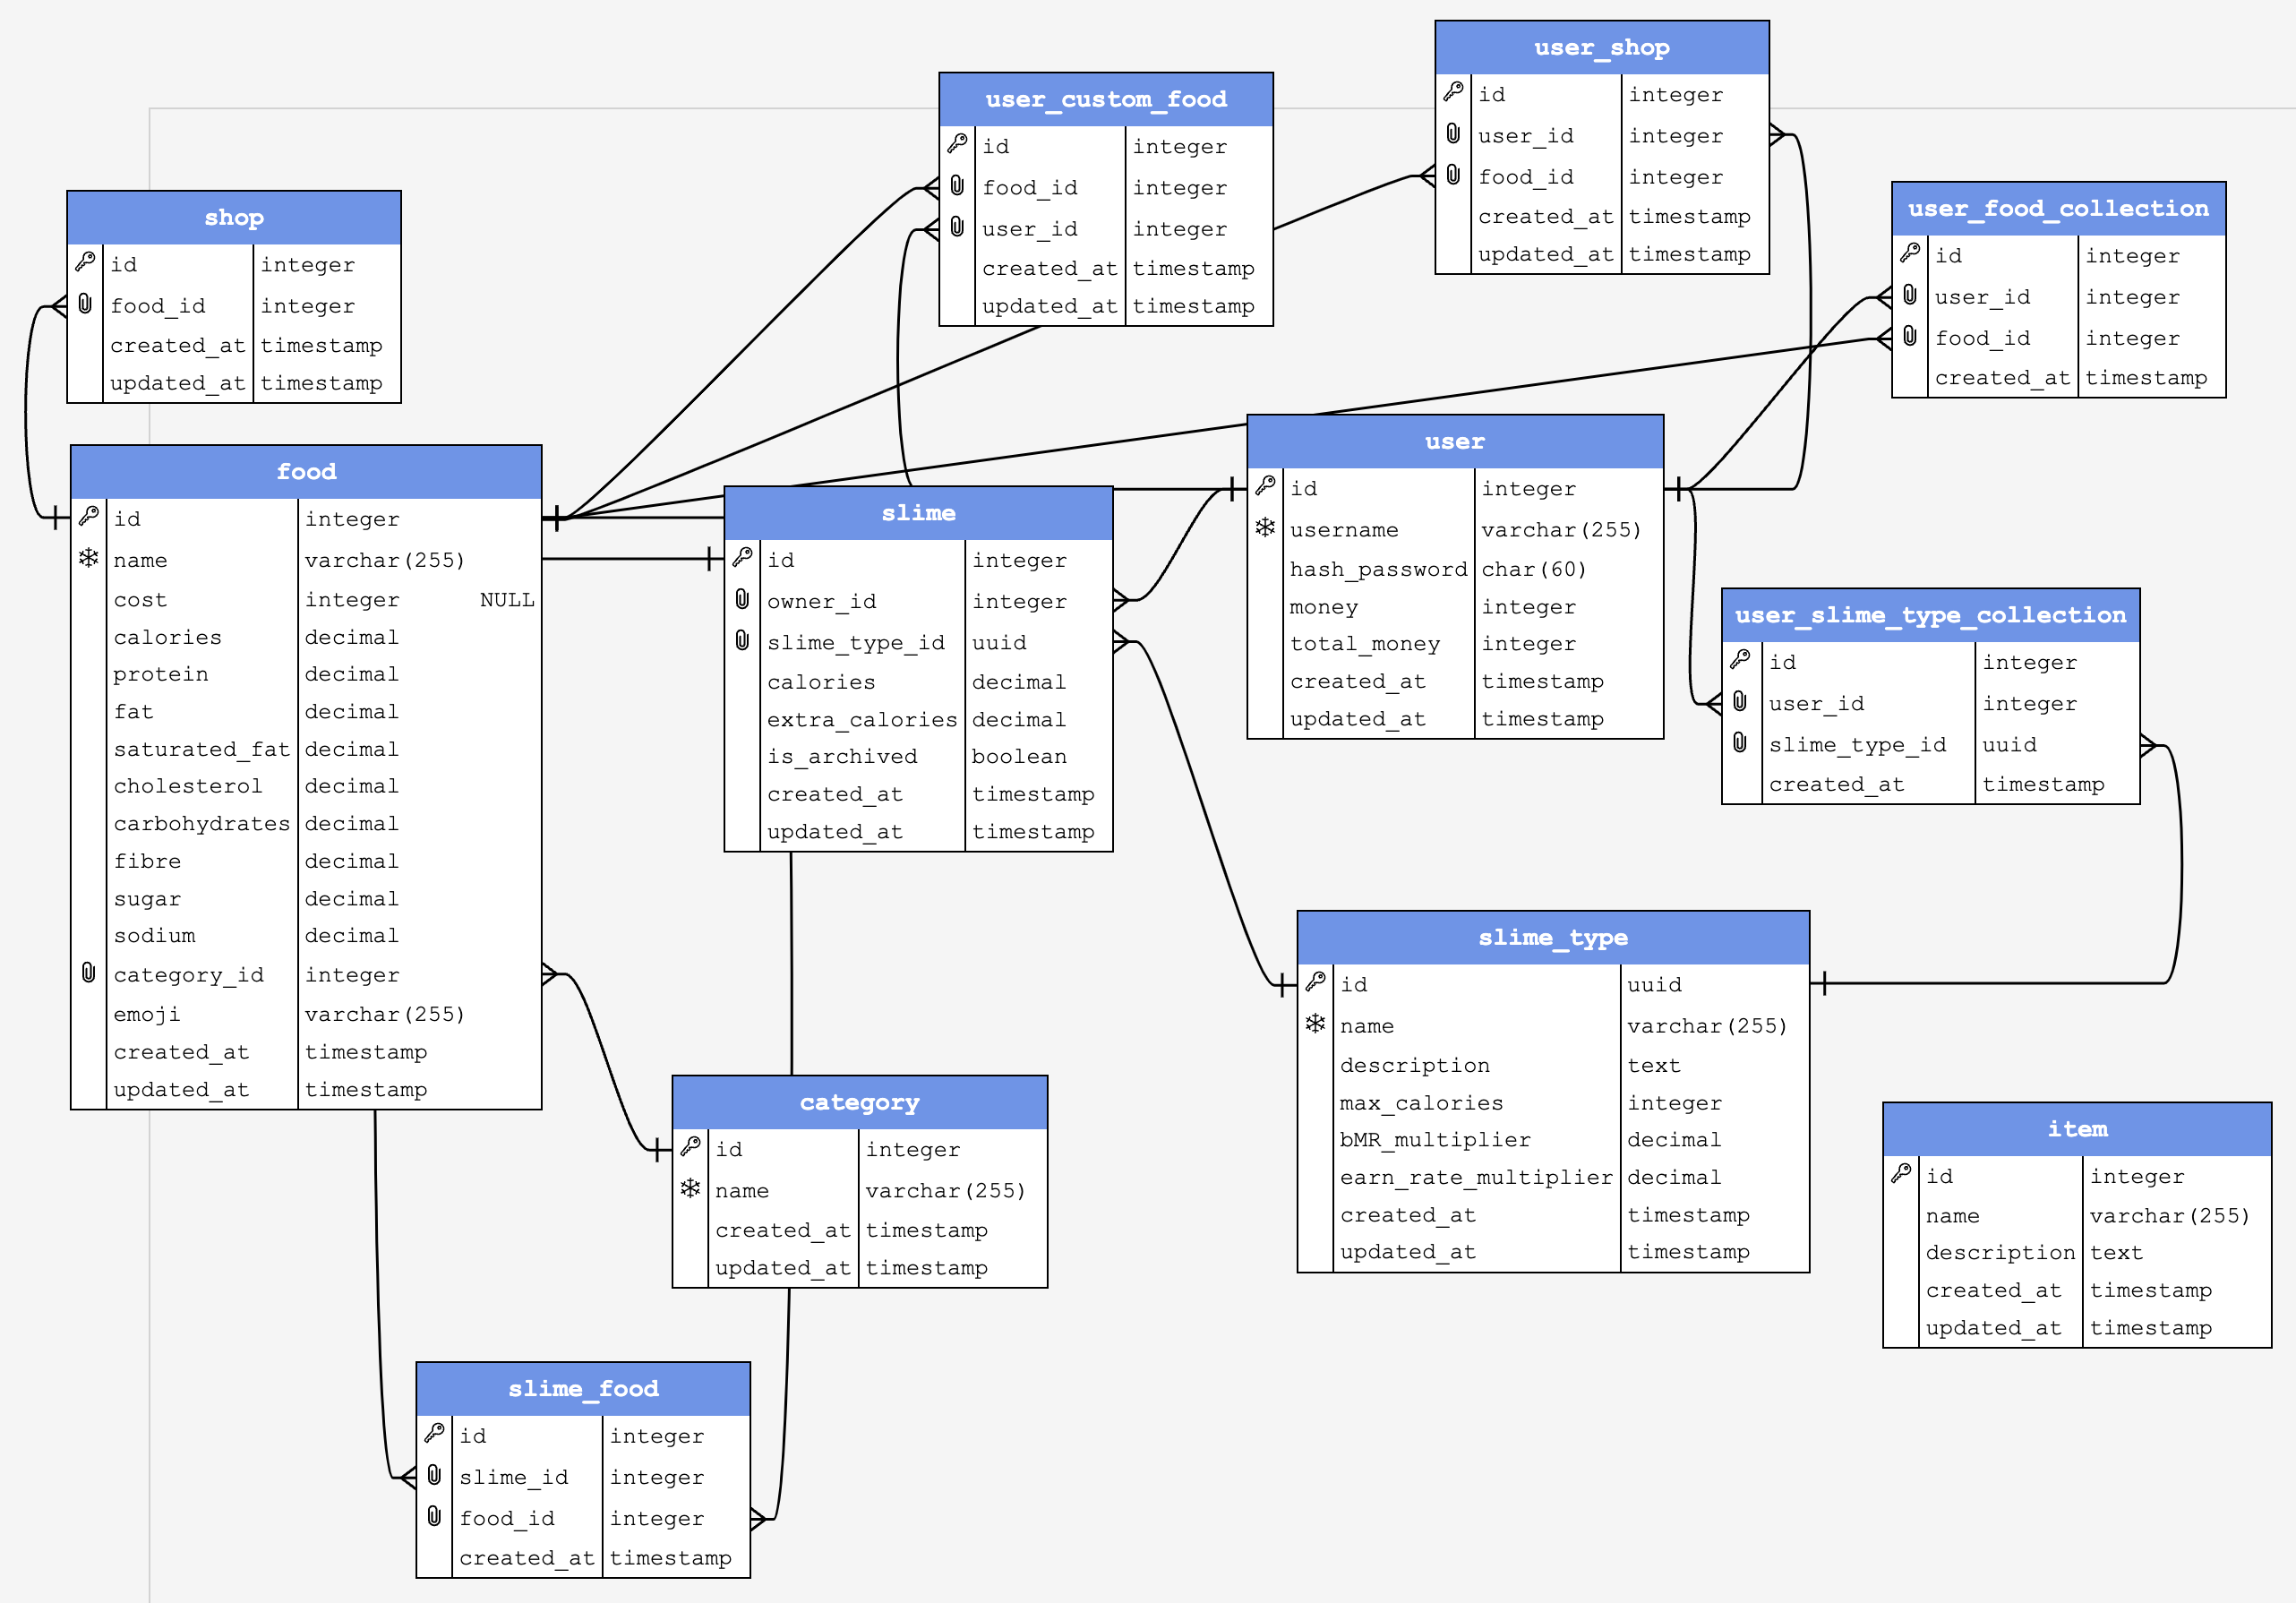 user_shop
id integer
user_id integer
food_id integer
created_at timestamp
updated_at timestamp
user_custom_food
id integer
food_id integer
user_id integer
created_at timestamp
updated_at timestamp
shop
id integer
food_id integer
created_at timestamp
updated_at timestamp
user_food_collection
id integer
user_id integer
food_id integer
created_at timestamp
food
id integer
name varchar(255)
cost integer NULL
calories decimal
protein decimal
fat decimal
saturated_fat decimal
cholesterol decimal
carbohydrates decimal
fibre decimal
sugar decimal
sodium decimal
category_id integer
emoji varchar(255)
created_at timestamp
updated_at timestamp
slime
id integer
owner_id integer
slime_type_id uuid
calories decimal
extra_calories decimal
is_archived boolean
created_at timestamp
updated_at timestamp
user
id integer
username varchar(255)
hash_password char(60)
money integer
total_money integer
created_at timestamp
updated_at timestamp
user_slime_type_collection
id integer
user_id integer
slime_type_id uuid
created_at timestamp
slime_type
id uuid
name varchar(255)
description text
max_calories integer
bMR_multiplier decimal
earn_rate_multiplier decimal
created_at timestamp
updated_at timestamp
category
id integer
name varchar(255)
created_at timestamp
updated_at timestamp
item
id integer
name varchar(255)
description text
created_at timestamp
updated_at timestamp
slime_food
id integer
slime_id integer
food_id integer
created_at timestamp